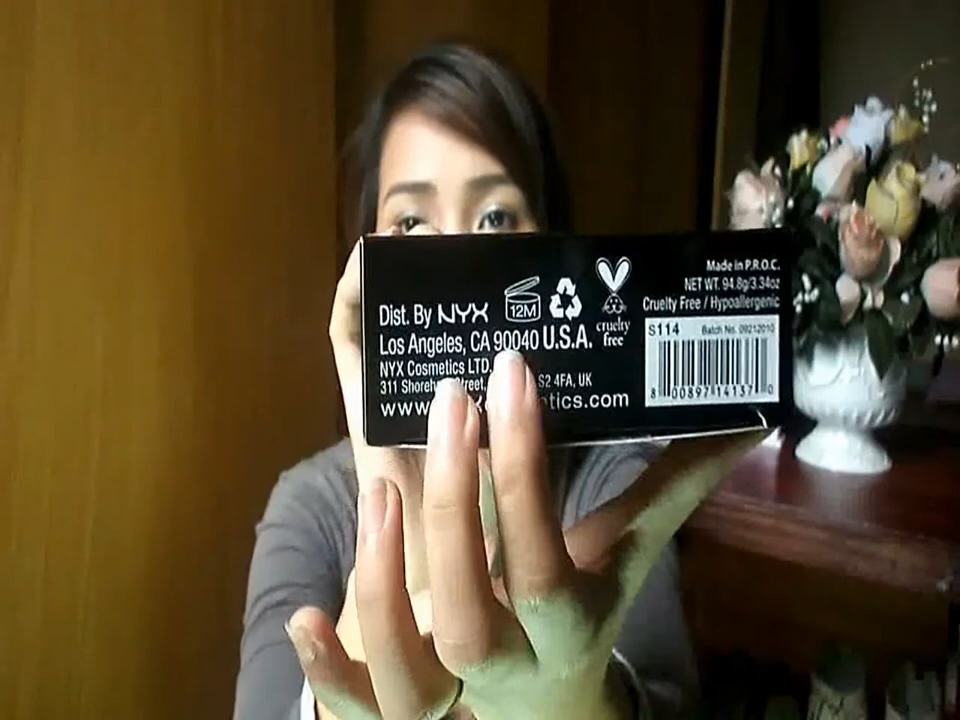 Dist. By NYX
12M
Los Angeles, CA 90040 U.S.A.
NYX Cosmetics LTD.
311 Street, S2 4FA, UK
www.
tics.com
cruelty
free
Made in P.R.O.C.
NET WT. 94.8g/3.34oz
Cruelty Free / Hypoallergenic
S114 Batch No. 09212010
8 00897 14137 0